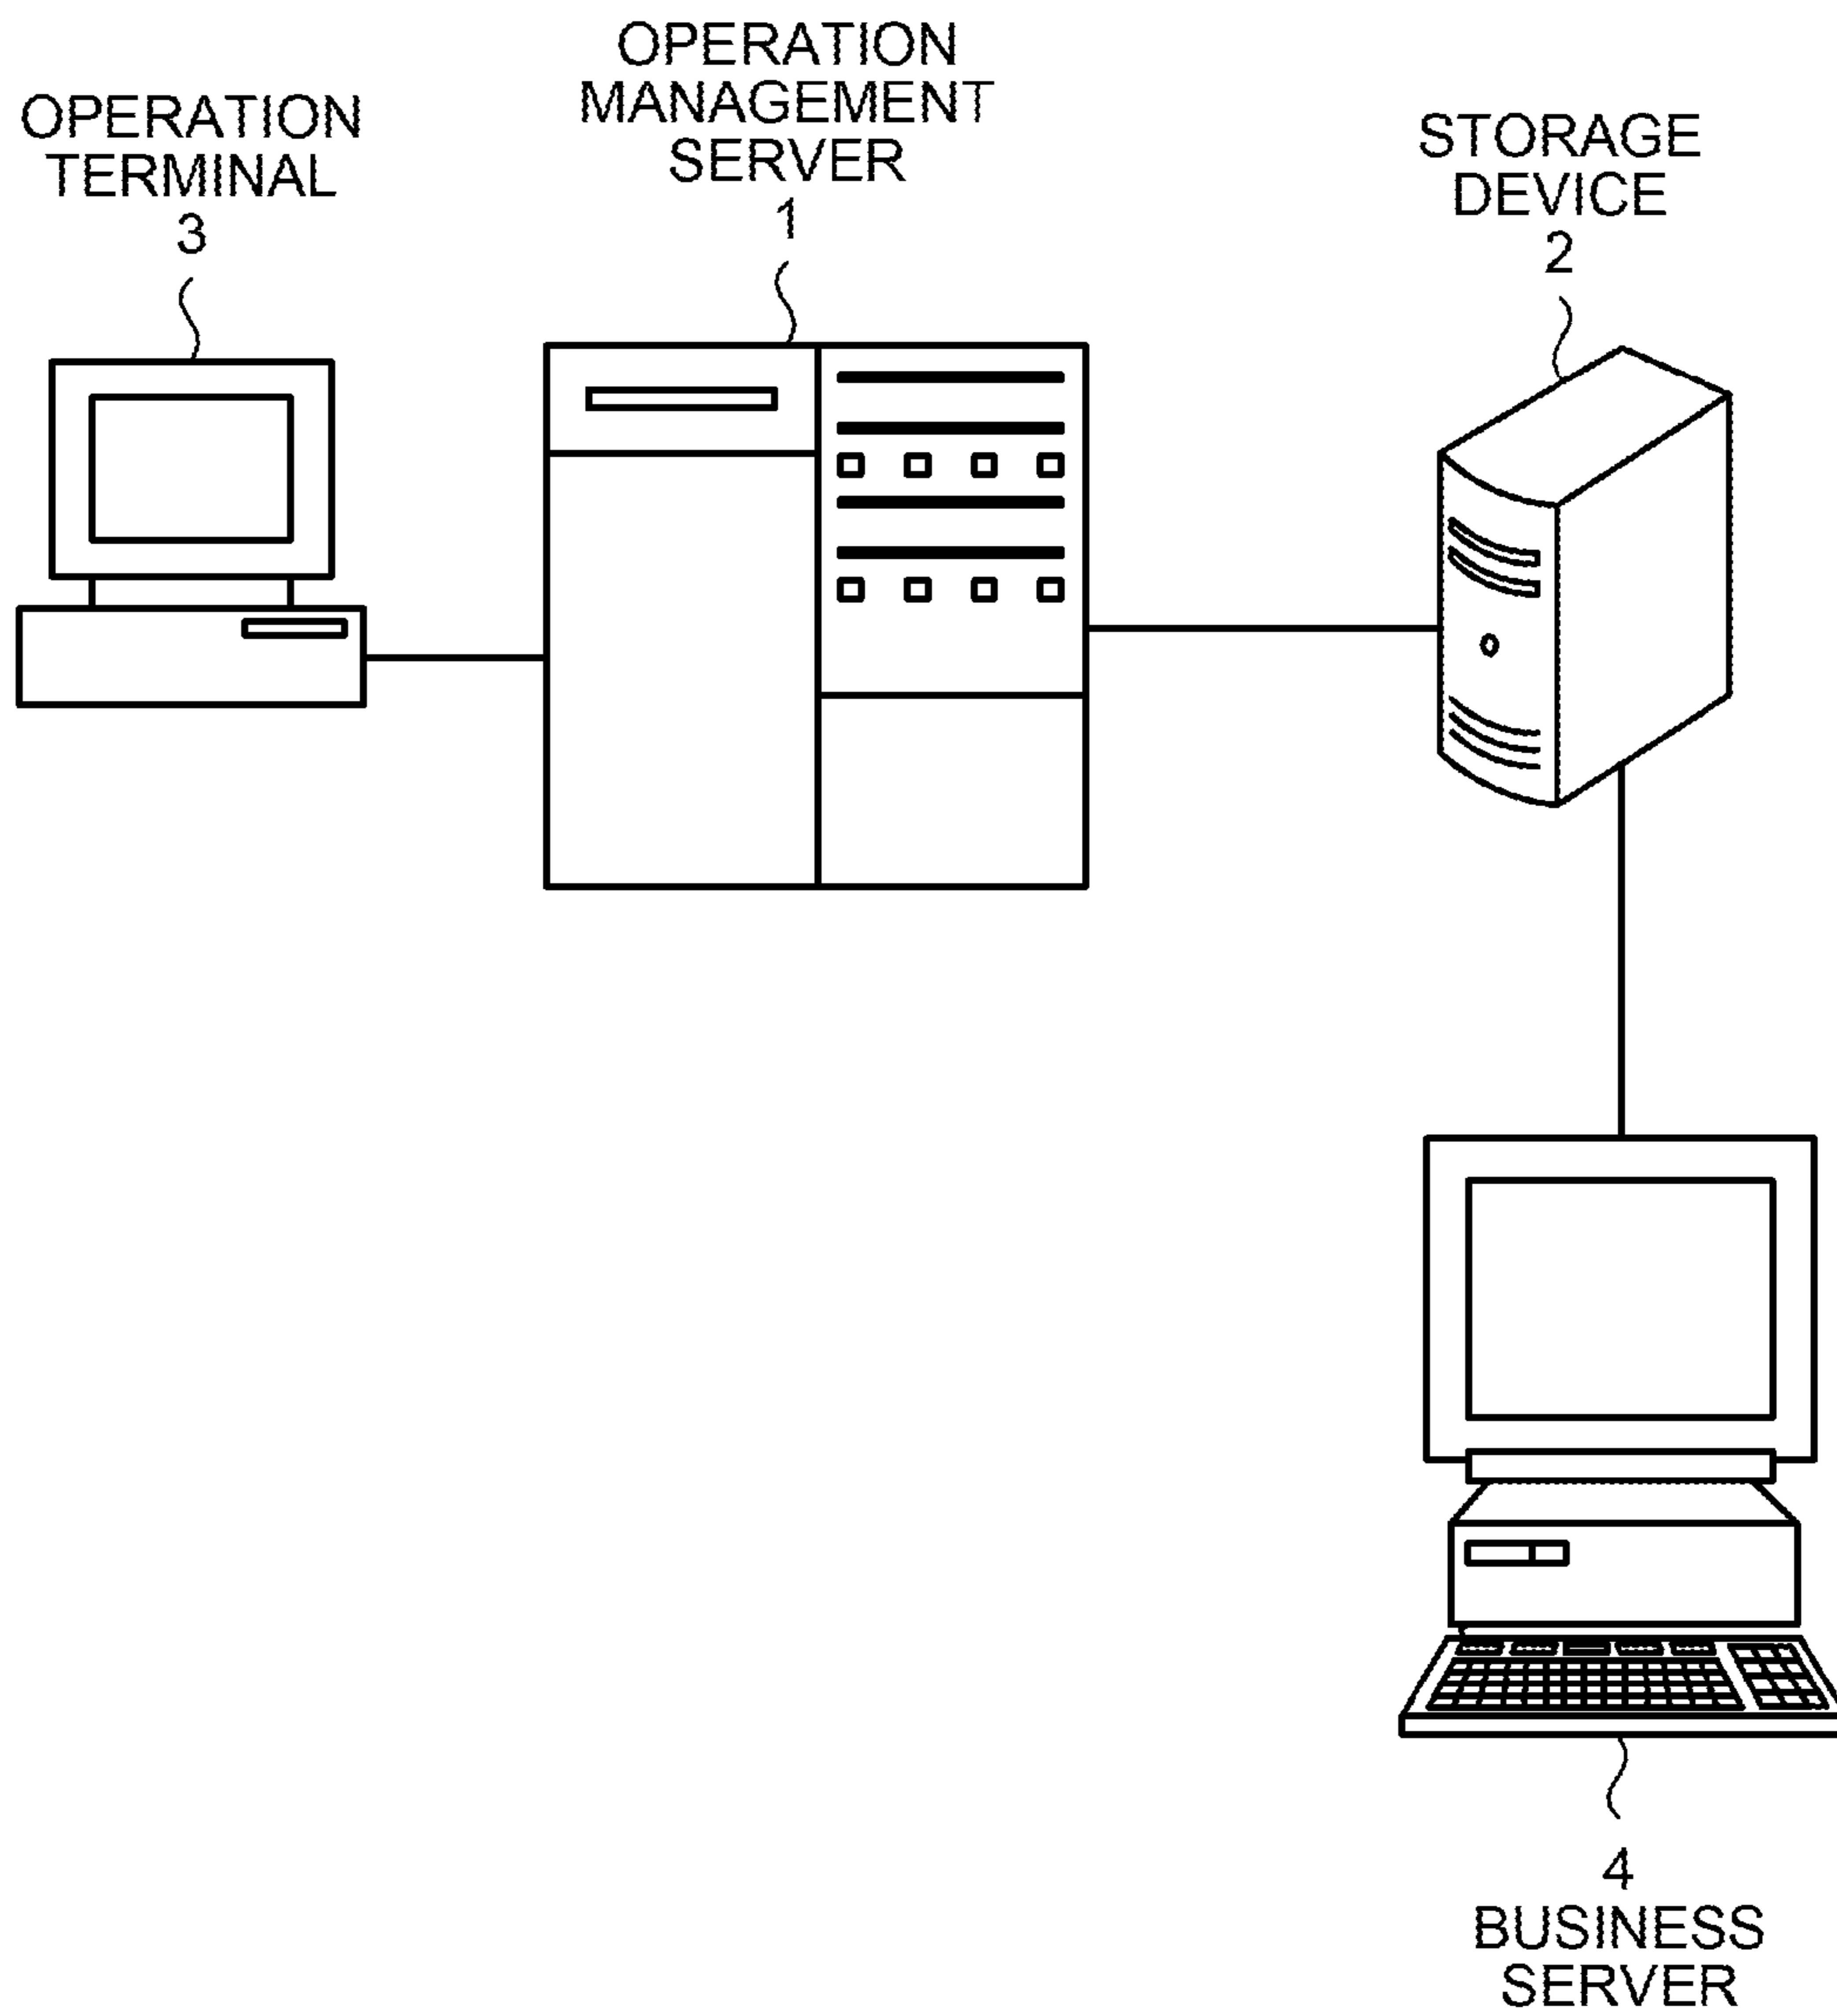 OPERATION
TERMINAL
3
OPERATION
MANAGEMENT
SERVER
1
STORAGE
DEVICE
2
4
BUSINESS
SERVER